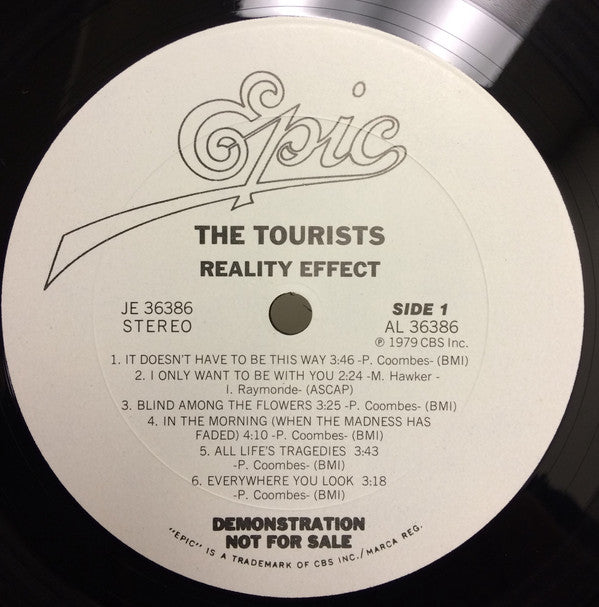 Epic
THE TOURISTS
REALITY EFFECT
JE 36386
STEREO
SIDE 1
AL 36386
℗ 1979 CBS Inc.
1. IT DOESN'T HAVE TO BE THIS WAY 3:46 -P. Coombes- (BMI)
2. I ONLY WANT TO BE WITH YOU 2:24 -M. Hawker -
I. Raymonde- (ASCAP)
3. BLIND AMONG THE FLOWERS 3:25 -P. Coombes- (BMI)
4. IN THE MORNING (WHEN THE MADNESS HAS
FADED) 4:10 -P. Coombes- (BMI)
5. ALL LIFE'S TRAGEDIES 3:43
-P. Coombes- (BMI)
6. EVERYWHERE YOU LOOK 3:18
-P. Coombes- (BMI)
DEMONSTRATION
NOT FOR SALE
"EPIC" IS A TRADEMARK OF CBS INC./MARCA REG.